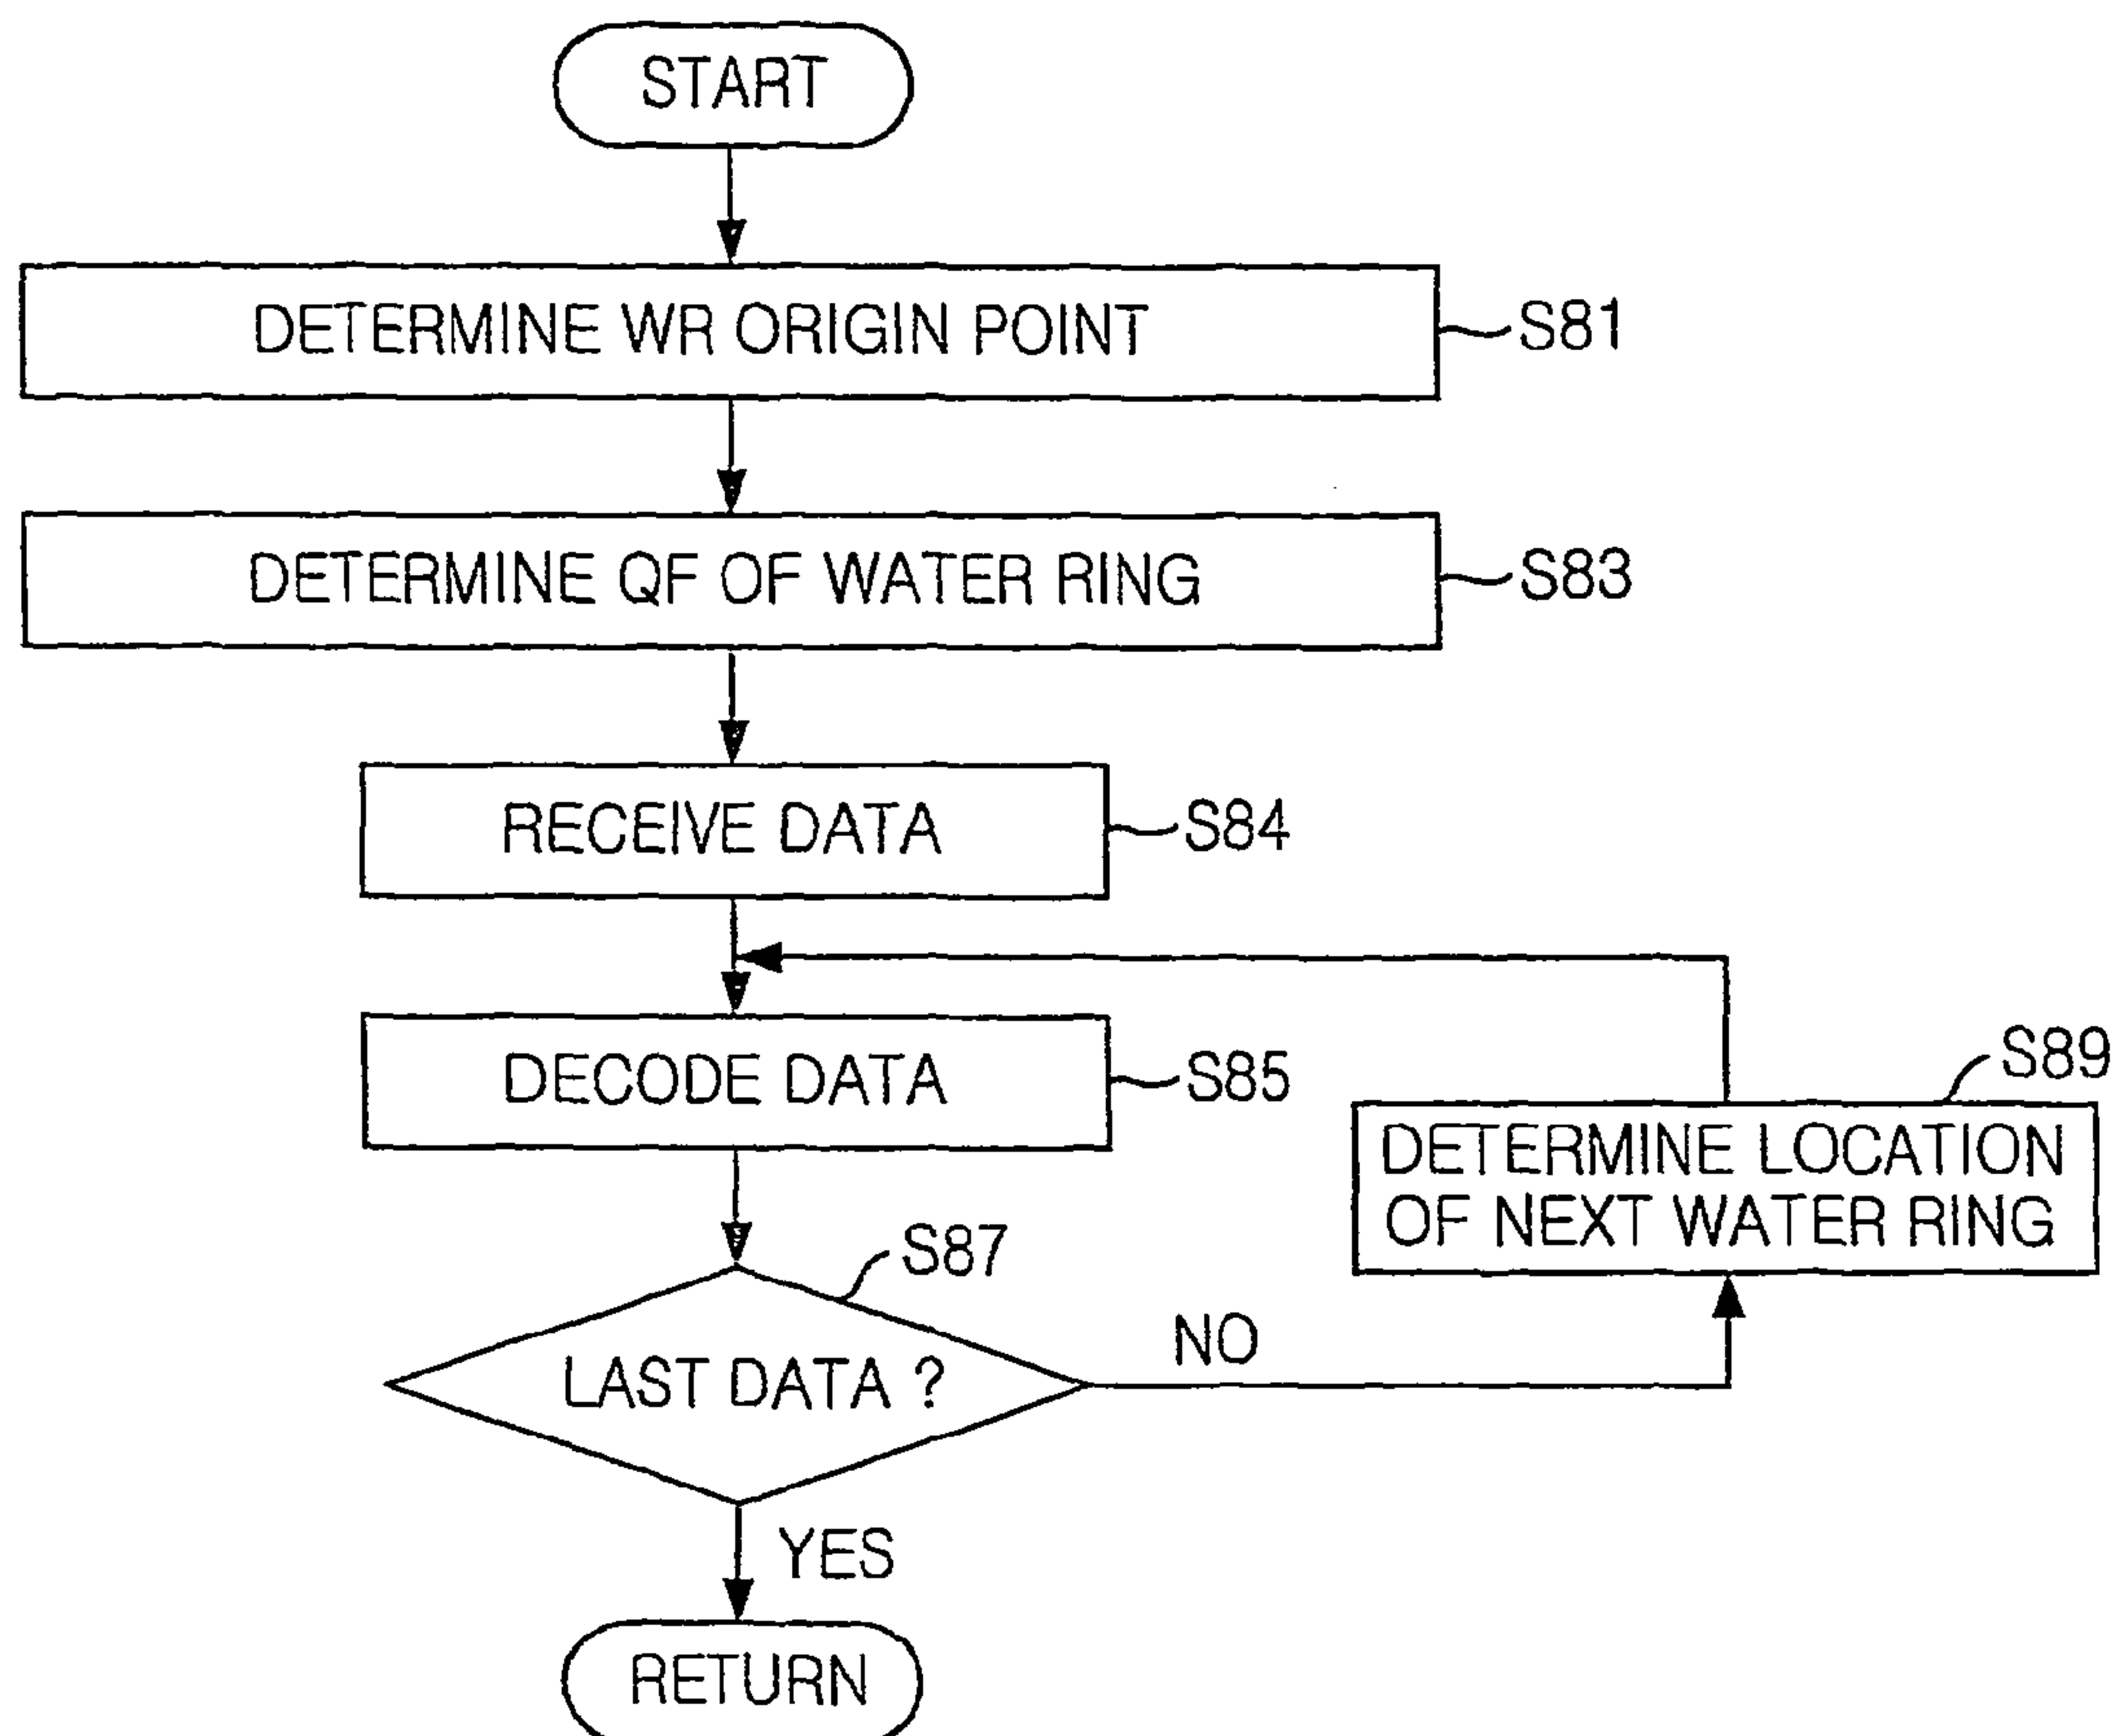 START
DETERMINE WR ORIGIN POINT
S81
DETERMINE QF OF WATER RING
S83
RECEIVE DATA
S84
DECODE DATA
S85
S89
DETERMINE LOCATION
OF NEXT WATER RING
S87
LAST DATA ?
NO
YES
RETURN